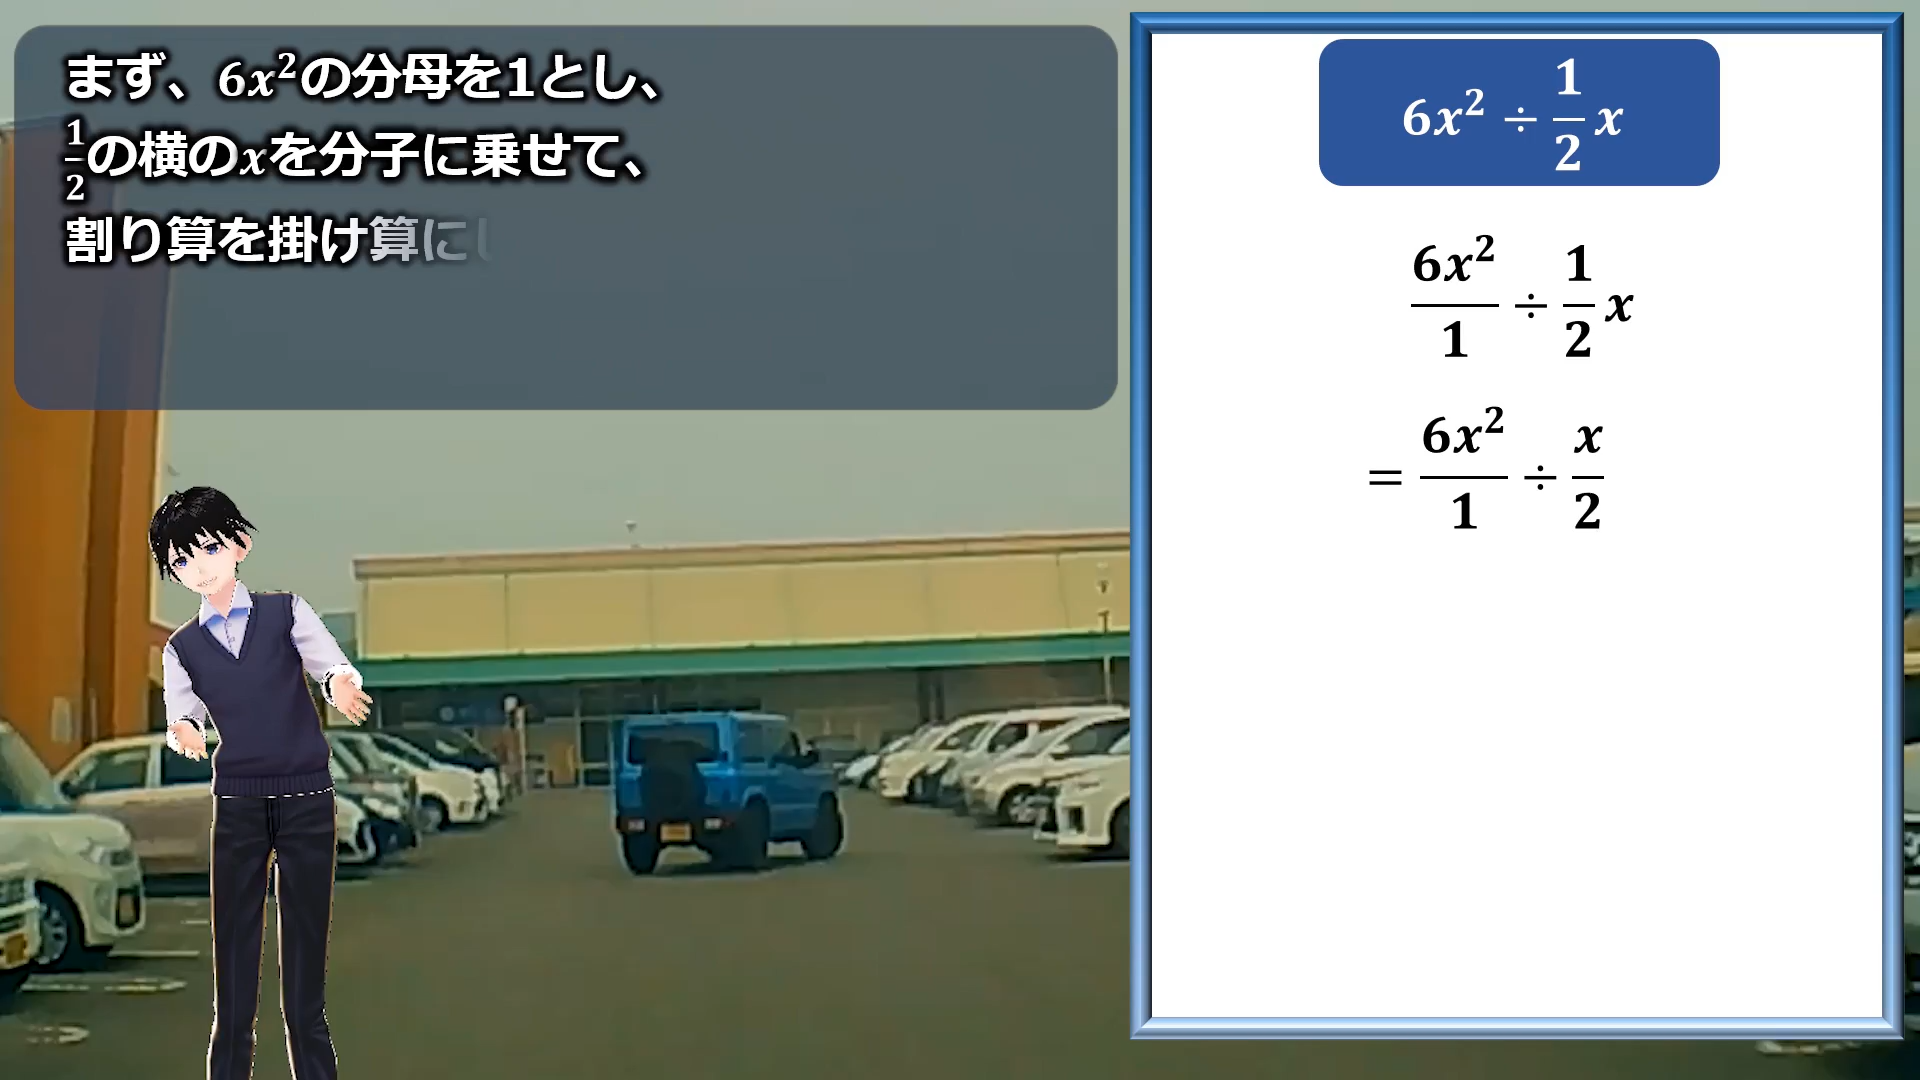 まず、6x²の分母を1とし、
1/2の横のxを分子に乗せて、
割り算を掛け算にし
6x² ÷ 1/2 x
6x²/1 ÷ 1/2 x
= 6x²/1 ÷ x/2